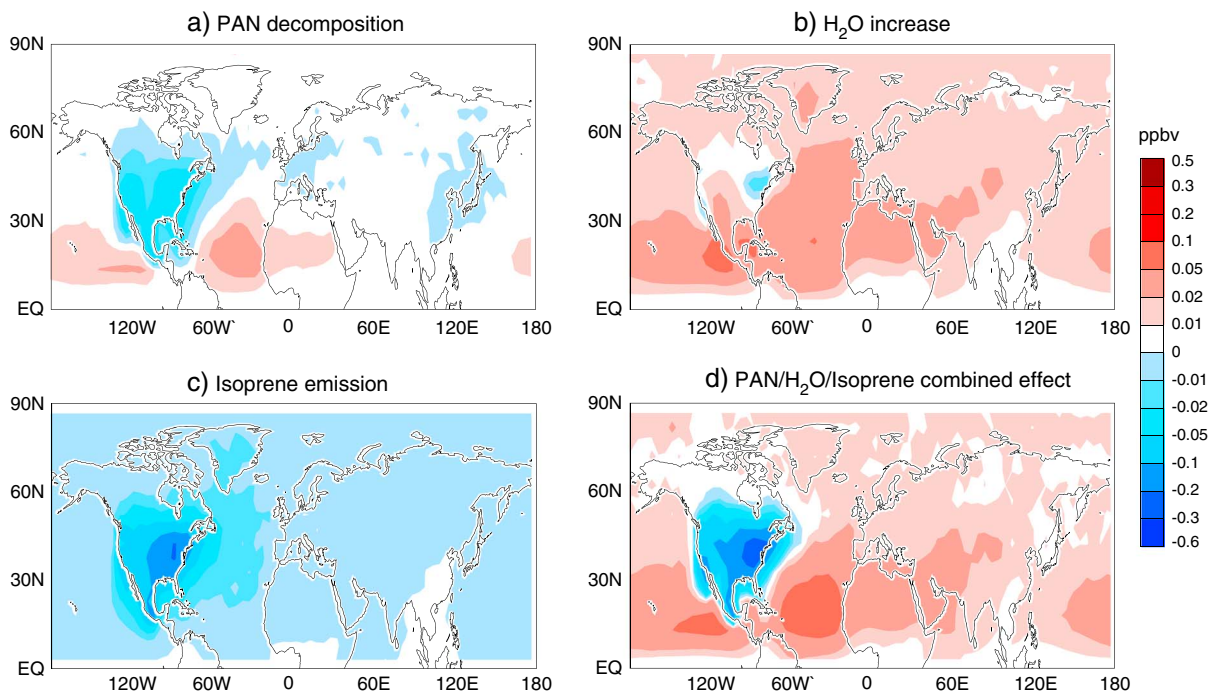 a) PAN decomposition
90N
60N
30N
EQ
120W 60W` 0 60E 120E 180
b) H₂O increase
90N
60N
30N
EQ
120W 60W` 0 60E 120E 180
c) Isoprene emission
90N
60N
30N
EQ
120W 60W` 0 60E 120E 180
d) PAN/H₂O/Isoprene combined effect
90N
60N
30N
EQ
120W 60W` 0 60E 120E 180
ppbv
0.5
0.3
0.2
0.1
0.05
0.02
0.01
0
-0.01
-0.02
-0.05
-0.1
-0.2
-0.3
-0.6